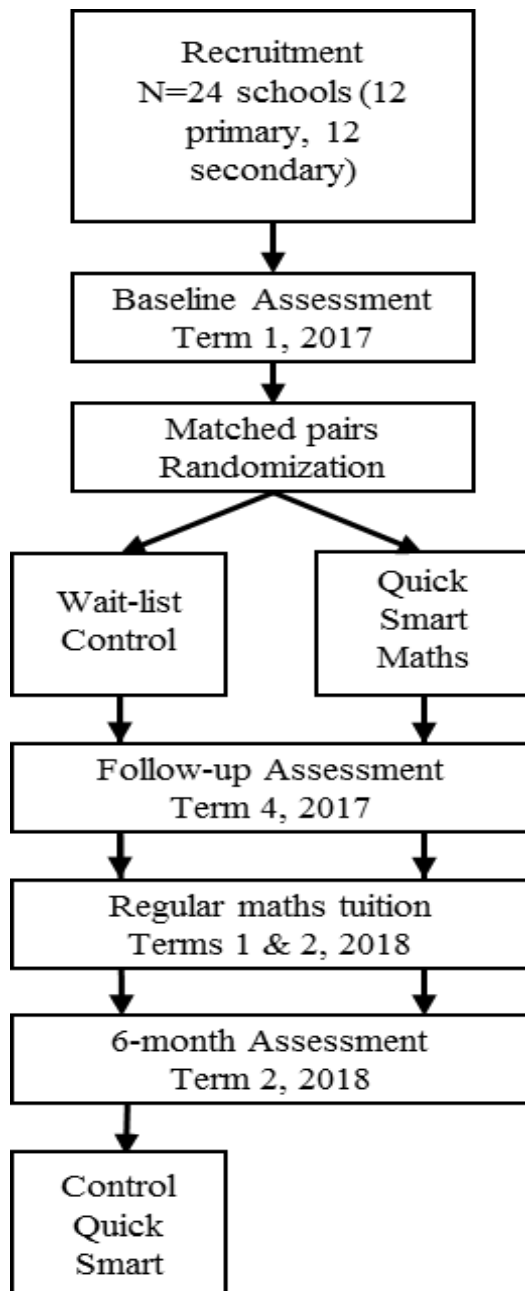 Recruitment
N=24 schools (12
primary, 12
secondary)
Baseline Assessment
Term 1, 2017
Matched pairs
Randomization
Wait-list
Control
Quick
Smart
Maths
Follow-up Assessment
Term 4, 2017
Regular maths tuition
Terms 1 & 2, 2018
6-month Assessment
Term 2, 2018
Control
Quick
Smart